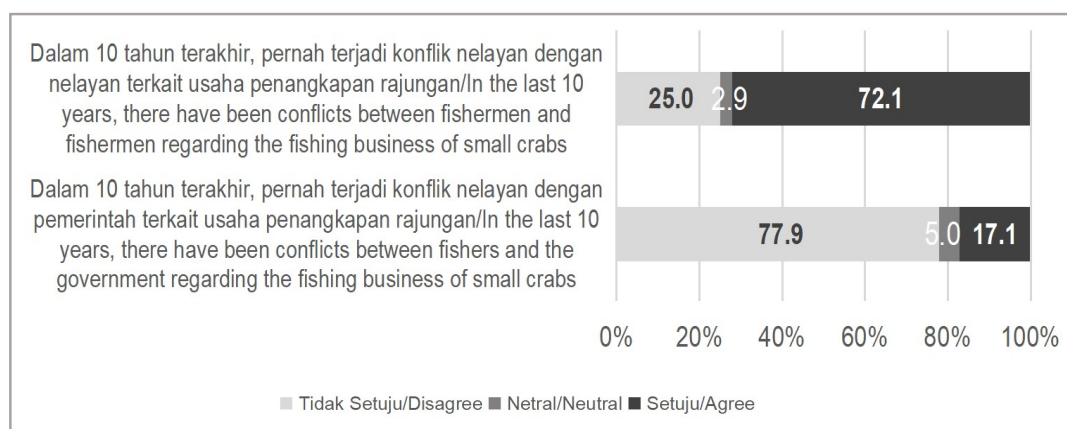 Dalam 10 tahun terakhir, pernah terjadi konflik nelayan dengan
nelayan terkait usaha penangkapan rajungan/In the last 10
years, there have been conflicts between fishermen and
fishermen regarding the fishing business of small crabs
25.0 2.9 72.1
Dalam 10 tahun terakhir, pernah terjadi konflik nelayan dengan
pemerintah terkait usaha penangkapan rajungan/In the last 10
years, there have been conflicts between fishers and the
government regarding the fishing business of small crabs
77.9 5.0 17.1
0% 20% 40% 60% 80% 100%
Tidak Setuju/Disagree Netral/Neutral Setuju/Agree